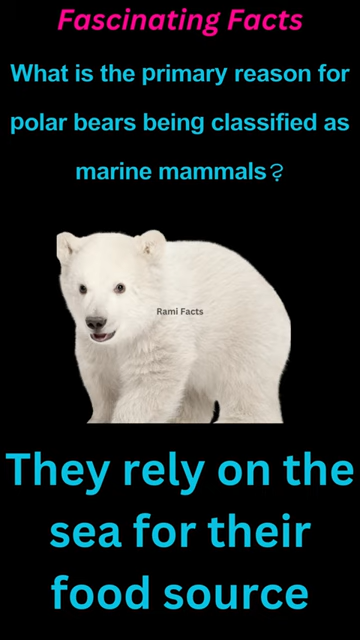 Fascinating Facts
What is the primary reason for
polar bears being classified as
marine mammals?
Rami Facts
They rely on the
sea for their
food source